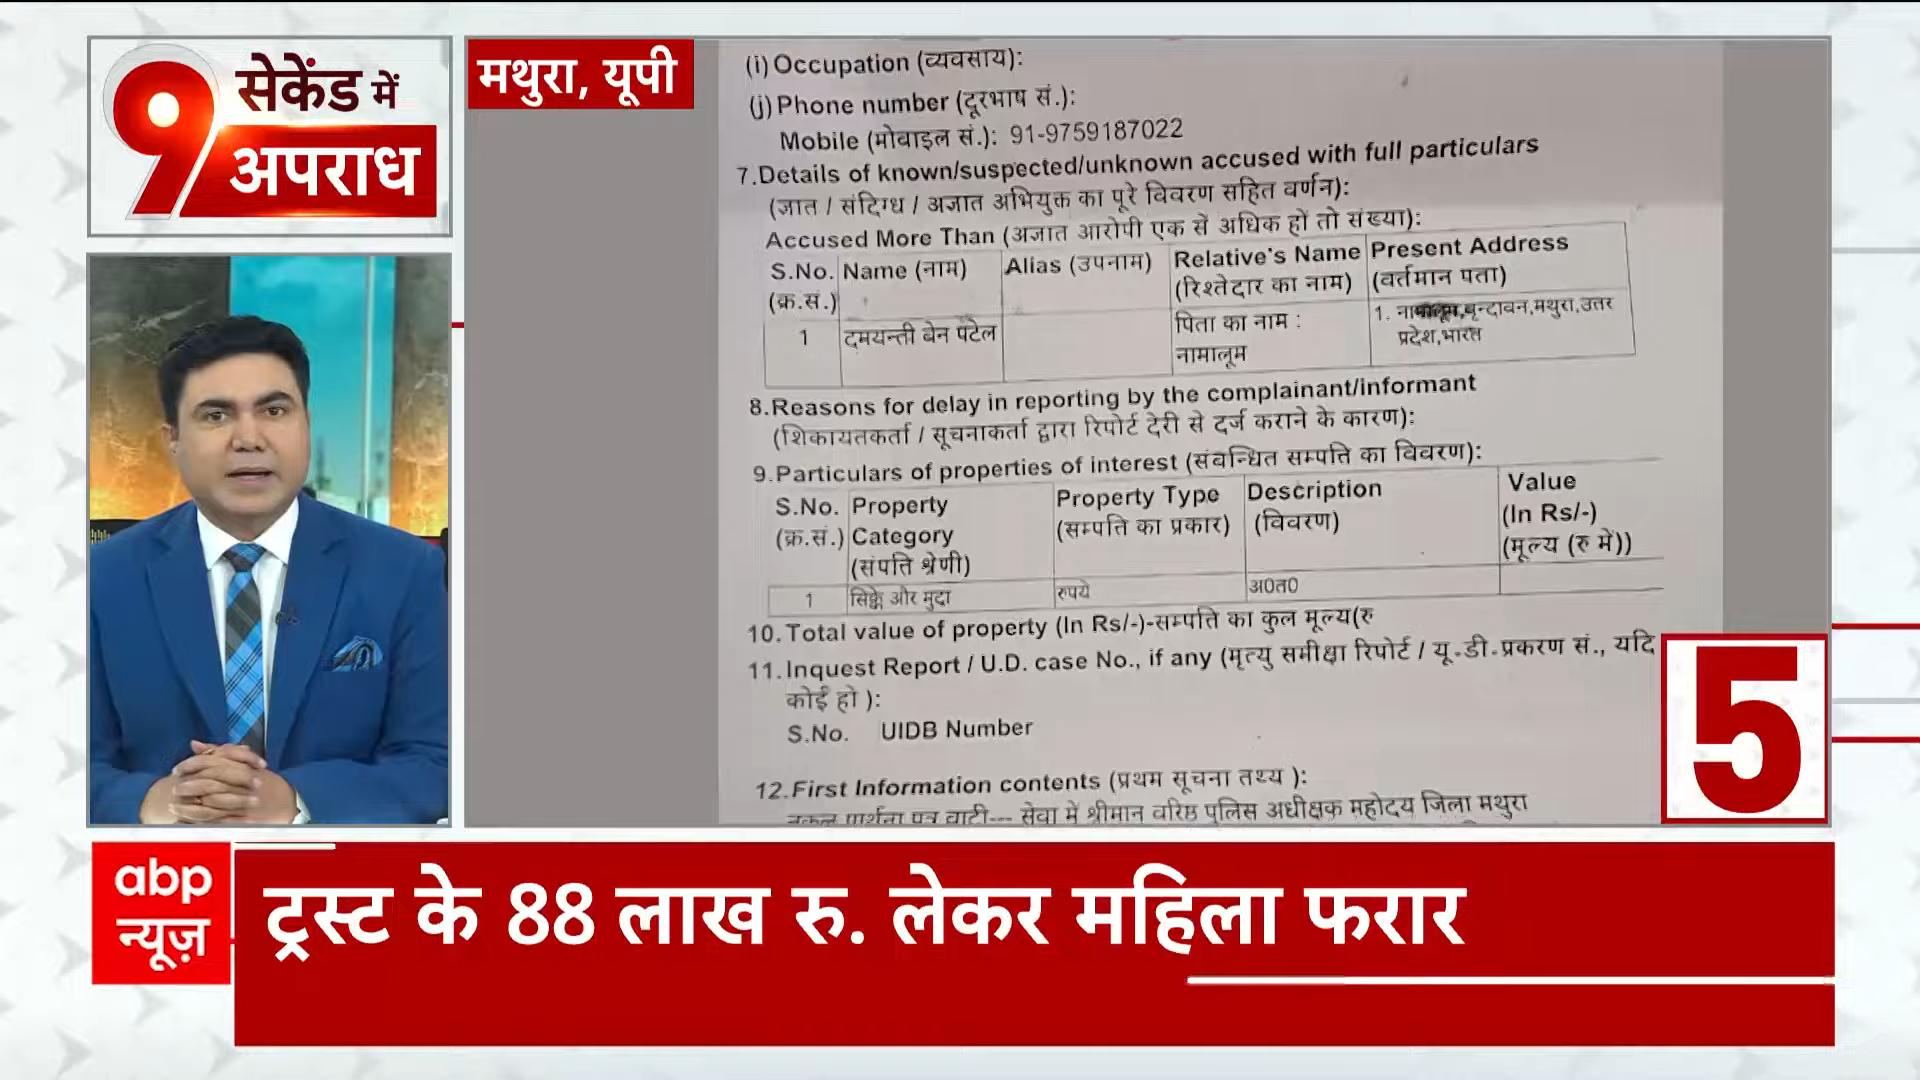 9 सेकेंड में
अपराध
मथुरा, यूपी
(i) Occupation (व्यवसाय):
(j) Phone number (दूरभाष सं.):
Mobile (मोबाइल सं.): 91-9759187022
7.Details of known/suspected/unknown accused with full particulars
(ज्ञात / संदिग्ध / अज्ञात अभियुक्त का पूरे विवरण सहित वर्णन):
Accused More Than (अज्ञात आरोपी एक से अधिक हों तो संख्या):
S.No. Name (नाम) Alias (उपनाम) Relative's Name Present Address
(क्र.सं.) (रिश्तेदार का नाम) (वर्तमान पता)
1 दमयन्ती बेन पटेल पिता का नाम : 1. वृन्दावन,मथुरा,उत्तर
नामालूम प्रदेश,भारत
8.Reasons for delay in reporting by the complainant/informant
(शिकायतकर्ता / सूचनाकर्ता द्वारा रिपोर्ट देरी से दर्ज कराने के कारण):
9.Particulars of properties of interest (संबन्धित सम्पत्ति का विवरण):
S.No. Property Property Type Description Value
(क्र.सं.) Category (सम्पत्ति का प्रकार) (विवरण) (In Rs/-)
(संपत्ति श्रेणी) (मूल्य (रु में))
1 सिक्के और मुद्रा रुपये अ0त0
10.Total value of property (In Rs/-)-सम्पत्ति का कुल मूल्य(रु
11.Inquest Report / U.D. case No., if any (मृत्यु समीक्षा रिपोर्ट / यू.डी.प्रकरण सं., यदि
कोई हो ):
S.No. UIDB Number
12.First Information contents (प्रथम सूचना तथ्य ):
नकल प्रार्थना पत्र वादी--- सेवा में श्रीमान वरिष्ठ पुलिस अधीक्षक महोदय जिला मथुरा
5
abp
न्यूज़
ट्रस्ट के 88 लाख रु. लेकर महिला फरार